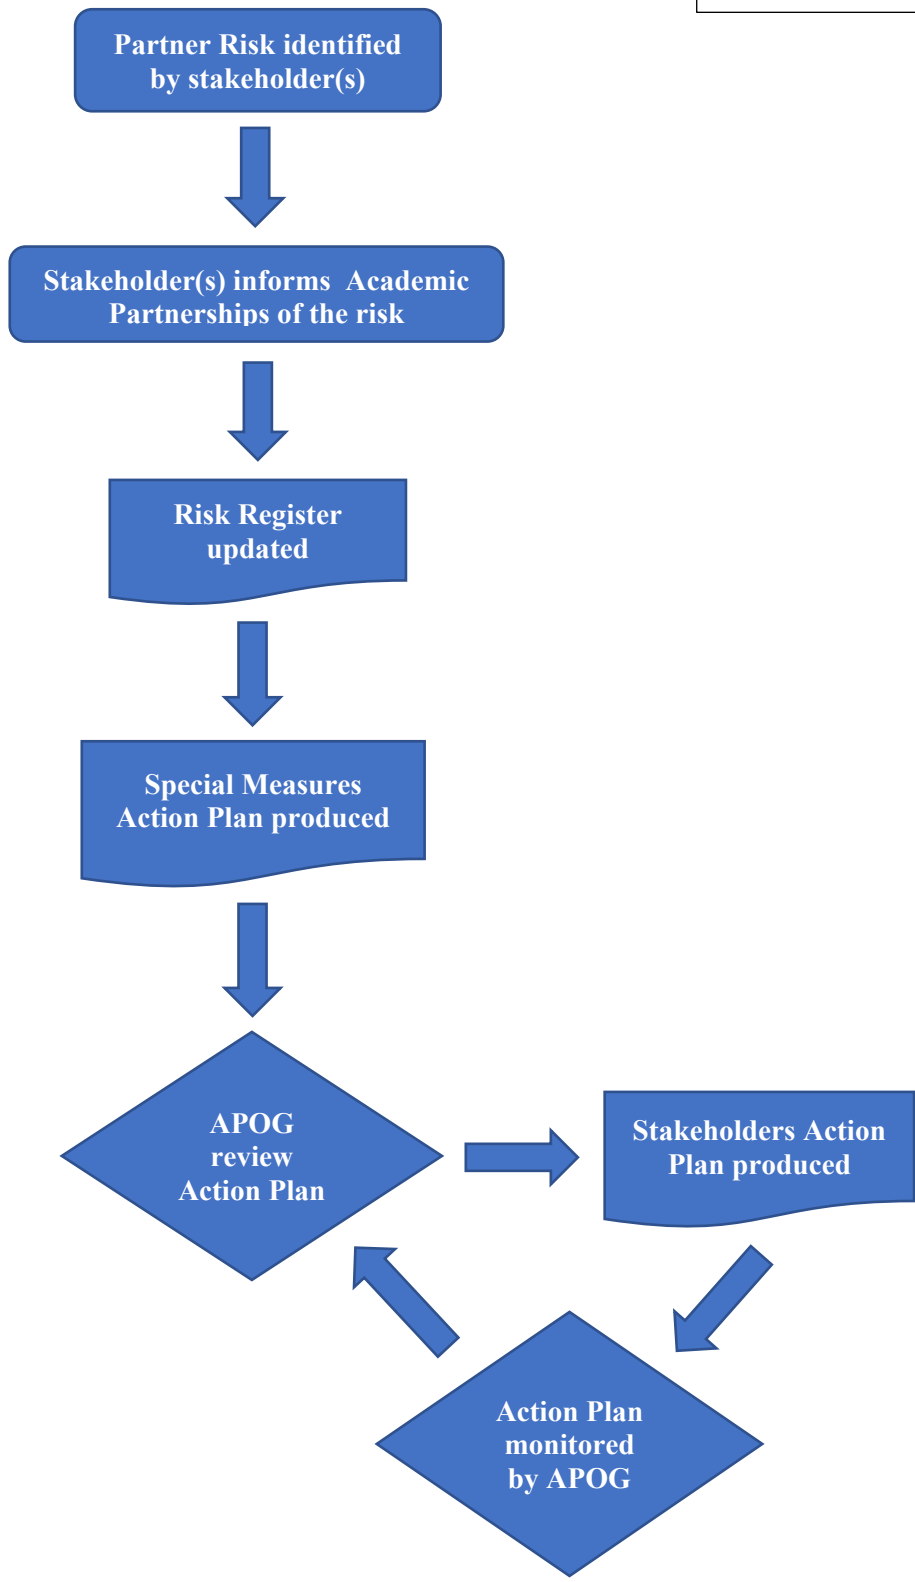 Partner Risk identified
by stakeholder(s)
Stakeholder(s) informs  Academic
Partnerships of the risk
Risk Register
updated
Special Measures
Action Plan produced
APOG
review
Action Plan
Stakeholders Action
Plan produced
Action Plan
monitored
by APOG